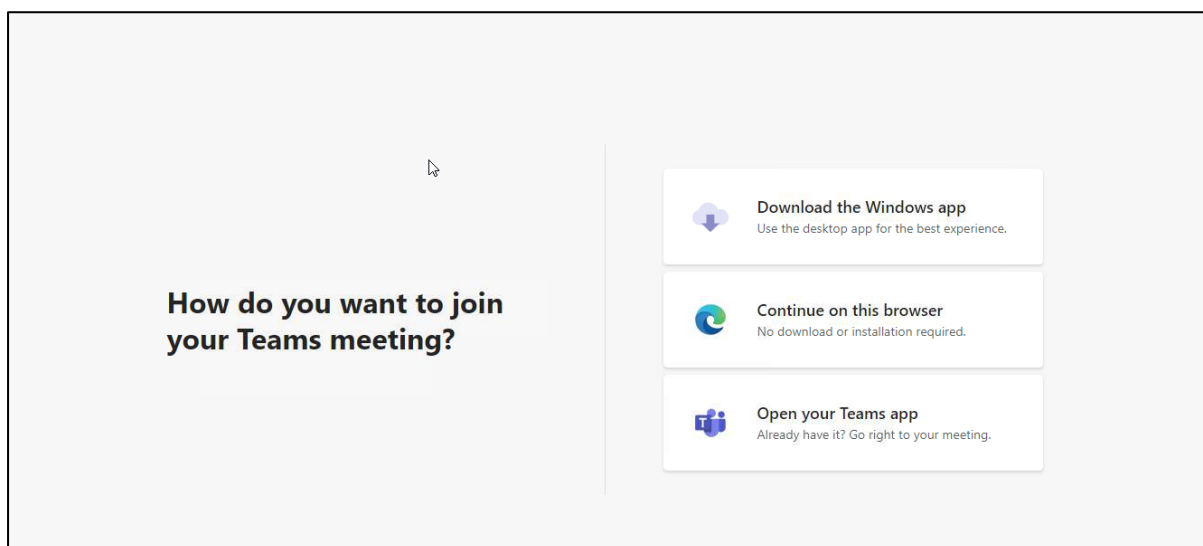 How do you want to join
your Teams meeting?
Download the Windows app
Use the desktop app for the best experience.
Continue on this browser
No download or installation required.
Open your Teams app
Already have it? Go right to your meeting.